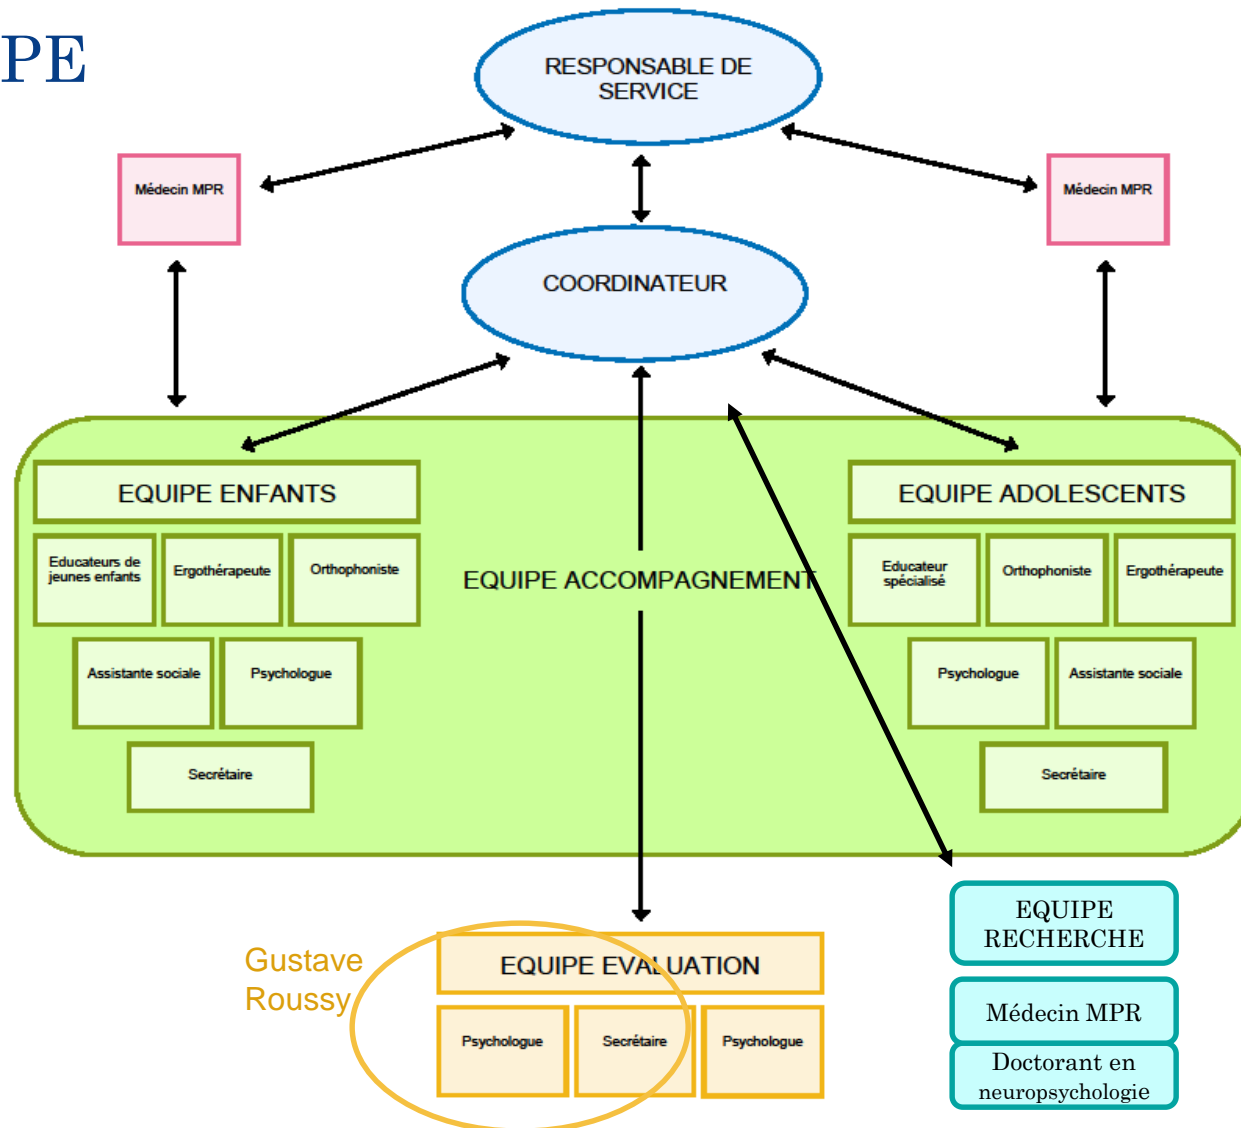 PE
RESPONSABLE DE
SERVICE
Médecin MPR
Médecin MPR
COORDINATEUR
EQUIPE ENFANTS
EQUIPE ADOLESCENTS
Educateurs de
jeunes enfants
Ergothérapeute
Orthophoniste
EQUIPE ACCOMPAGNEMENT
Educateur
spécialisé
Orthophoniste
Ergothérapeute
Assistante sociale
Psychologue
Psychologue
Assistante sociale
Secrétaire
Secrétaire
Gustave
Roussy
EQUIPE EVALUATION
Psychologue
Secrétaire
Psychologue
EQUIPE
RECHERCHE
Médecin MPR
Doctorant en
neuropsychologie